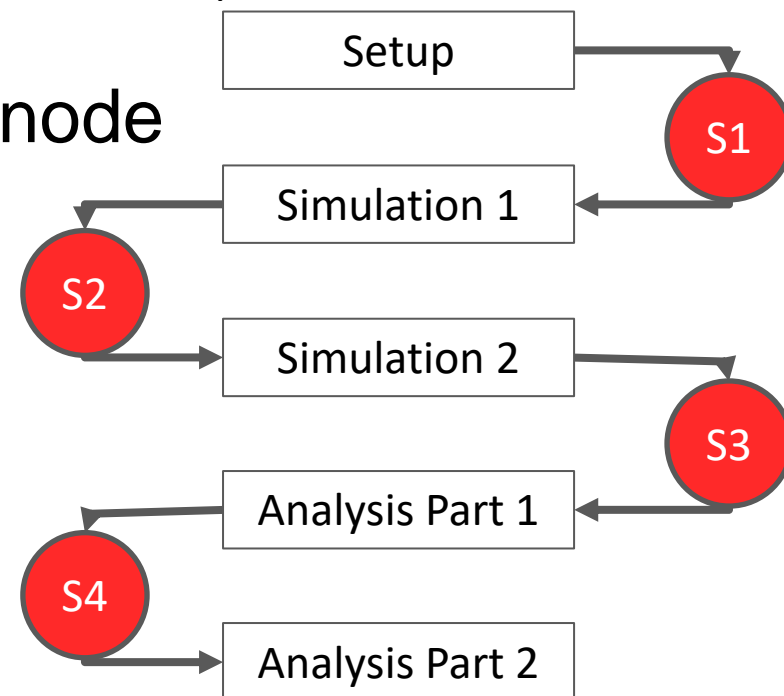 Setup
node
S1
Simulation 1
S2
Simulation 2
S3
Analysis Part 1
S4
Analysis Part 2